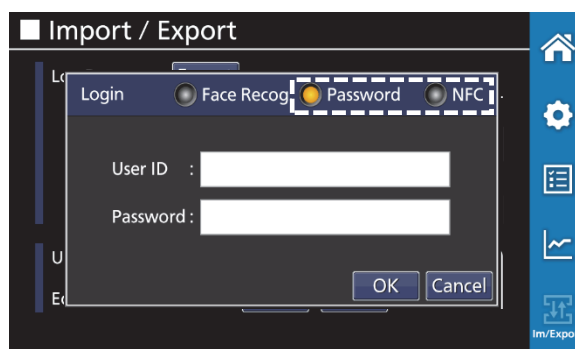 Import / Export
Login Face Recog Password NFC
User ID :
Password :
OK Cancel
Im/Expo